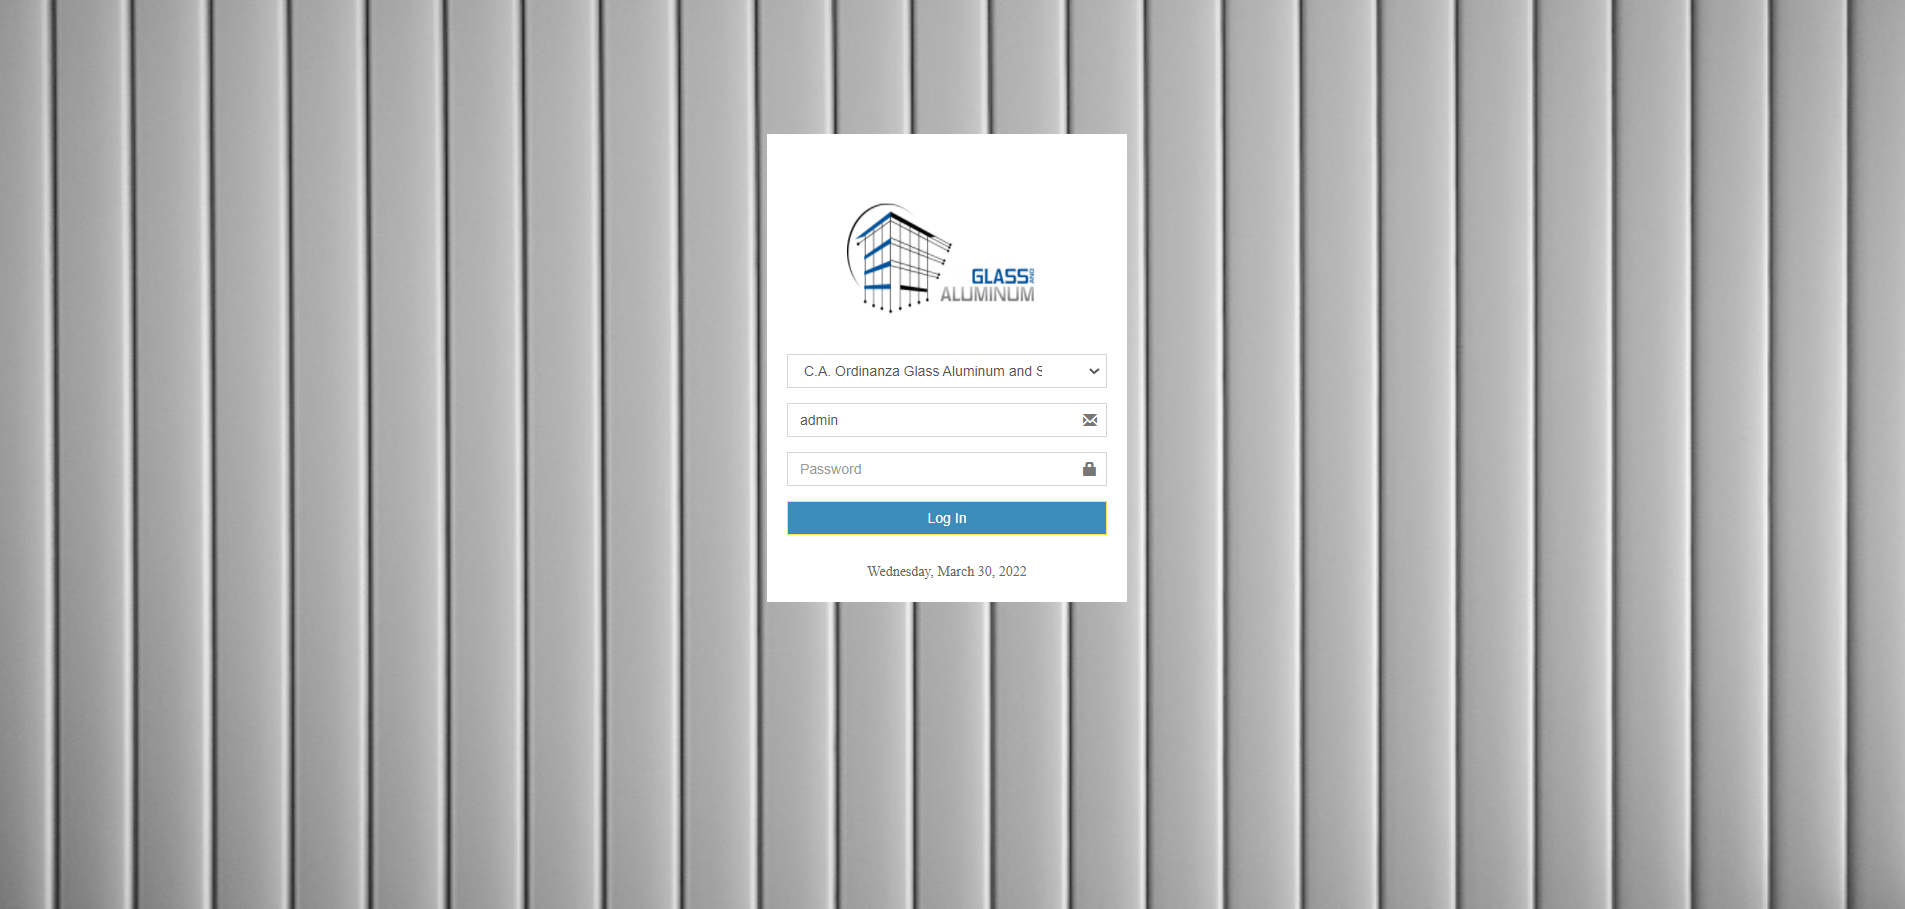 GLASS AND
ALUMINUM
C.A. Ordinanza Glass Aluminum and S
admin
Password
Log In
Wednesday, March 30, 2022